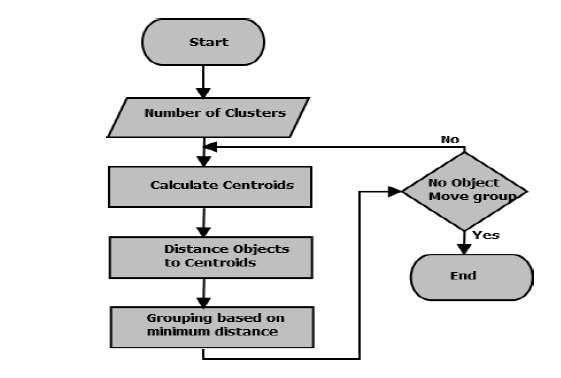 Start
Number of Clusters
No
Calculate Centroids
No Object
Move group
Yes
Distance Objects
to Centroids
End
Grouping based on
minimum distance